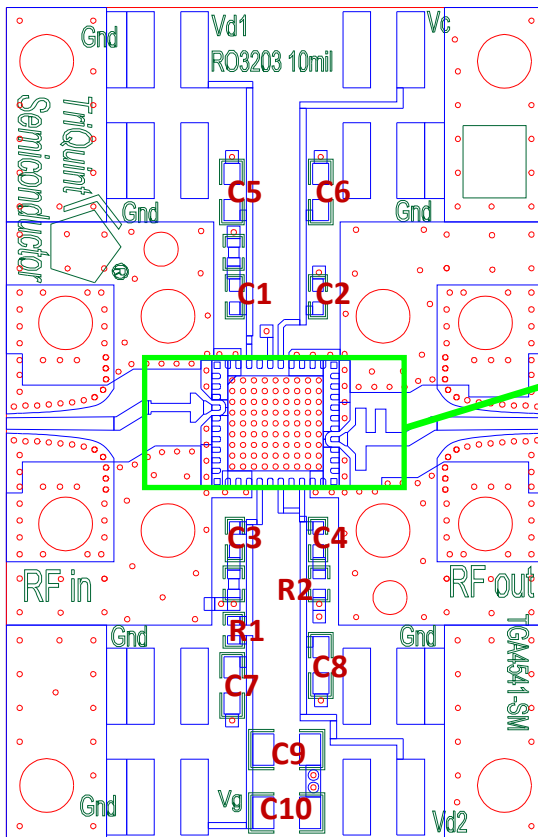 Gnd
Vd1
Vc
RO3203 10mil
TriQuint
Semiconductor
®
C5
C6
Gnd
Gnd
C1
C2
C3
C4
RF in
R2
RF out
R1
Gnd
Gnd
TGA4541-SM
C7
C8
C9
Vg
Gnd
C10
Vd2